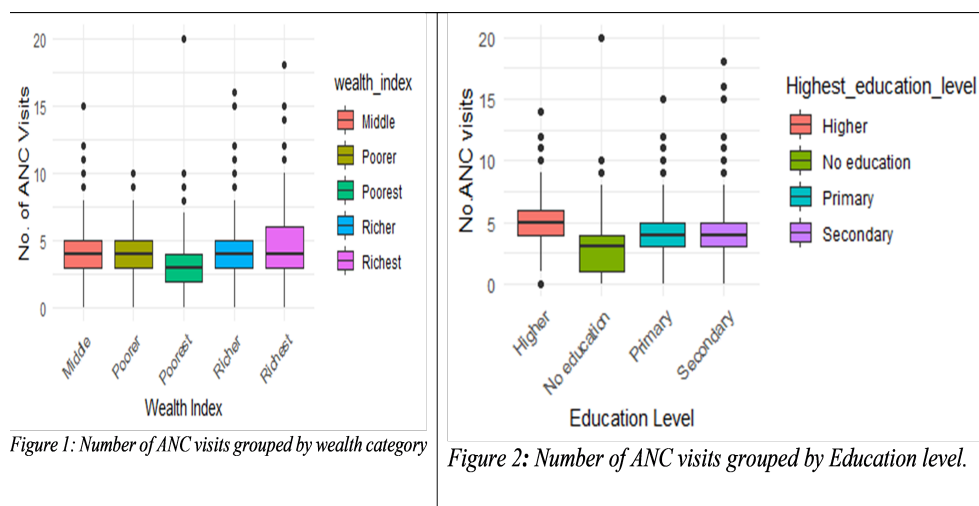 No. of ANC Visits
20
15
10
5
0
Middle
Poorer
Poorest
Richer
Richest
Wealth Index
wealth_index
Middle
Poorer
Poorest
Richer
Richest
Figure 1: Number of ANC visits grouped by wealth category
No.ANC visits
20
15
10
5
0
Higher
No education
Primary
Secondary
Education Level
Highest_education_level
Higher
No education
Primary
Secondary
Figure 2: Number of ANC visits grouped by Education level.